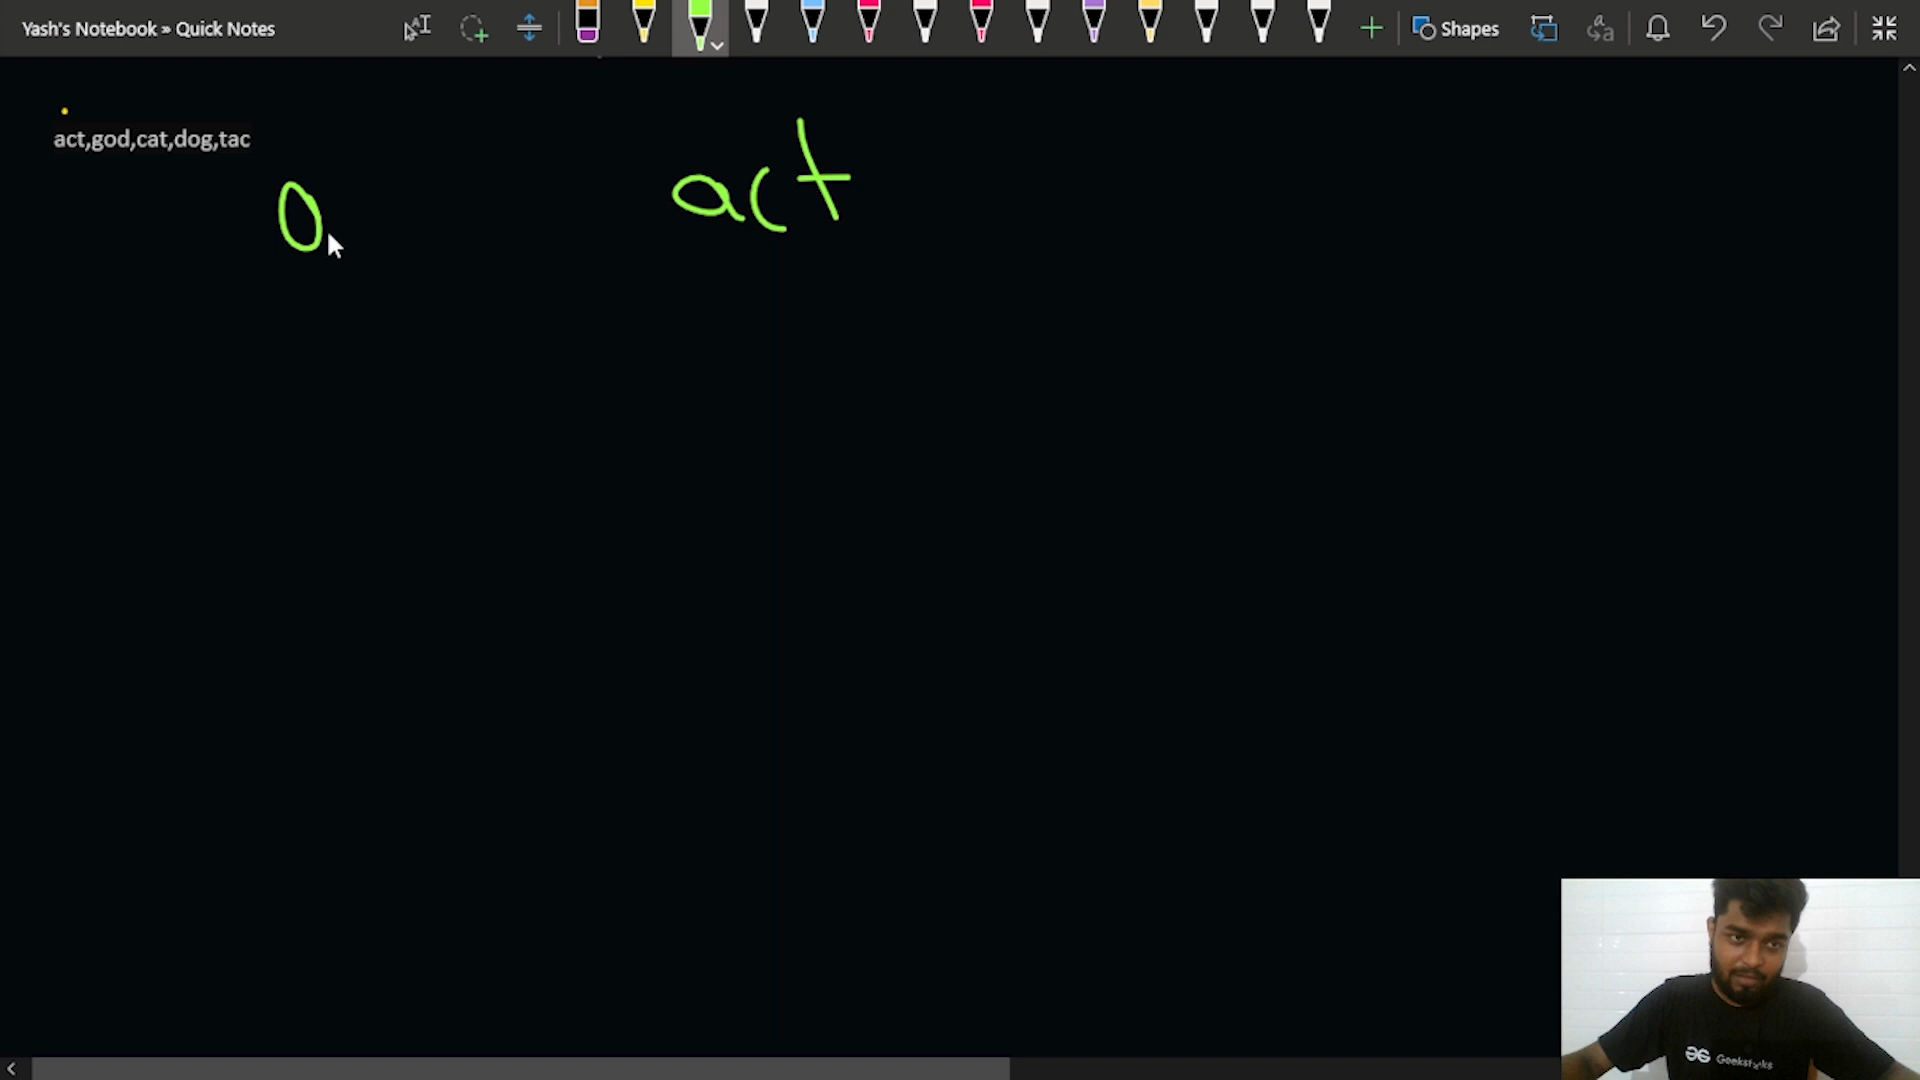 Yash's Notebook » Quick Notes
Shapes
act,god,cat,dog,tac
act
0